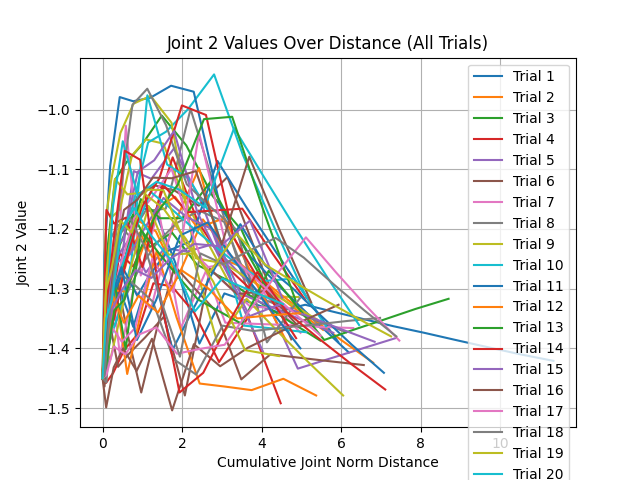 Joint 2 Values Over Distance (All Trials)
Joint 2 Value
−1.0
−1.1
−1.2
−1.3
−1.4
−1.5
0
2
4
6
8
10
Cumulative Joint Norm Distance
Trial 1
Trial 2
Trial 3
Trial 4
Trial 5
Trial 6
Trial 7
Trial 8
Trial 9
Trial 10
Trial 11
Trial 12
Trial 13
Trial 14
Trial 15
Trial 16
Trial 17
Trial 18
Trial 19
Trial 20